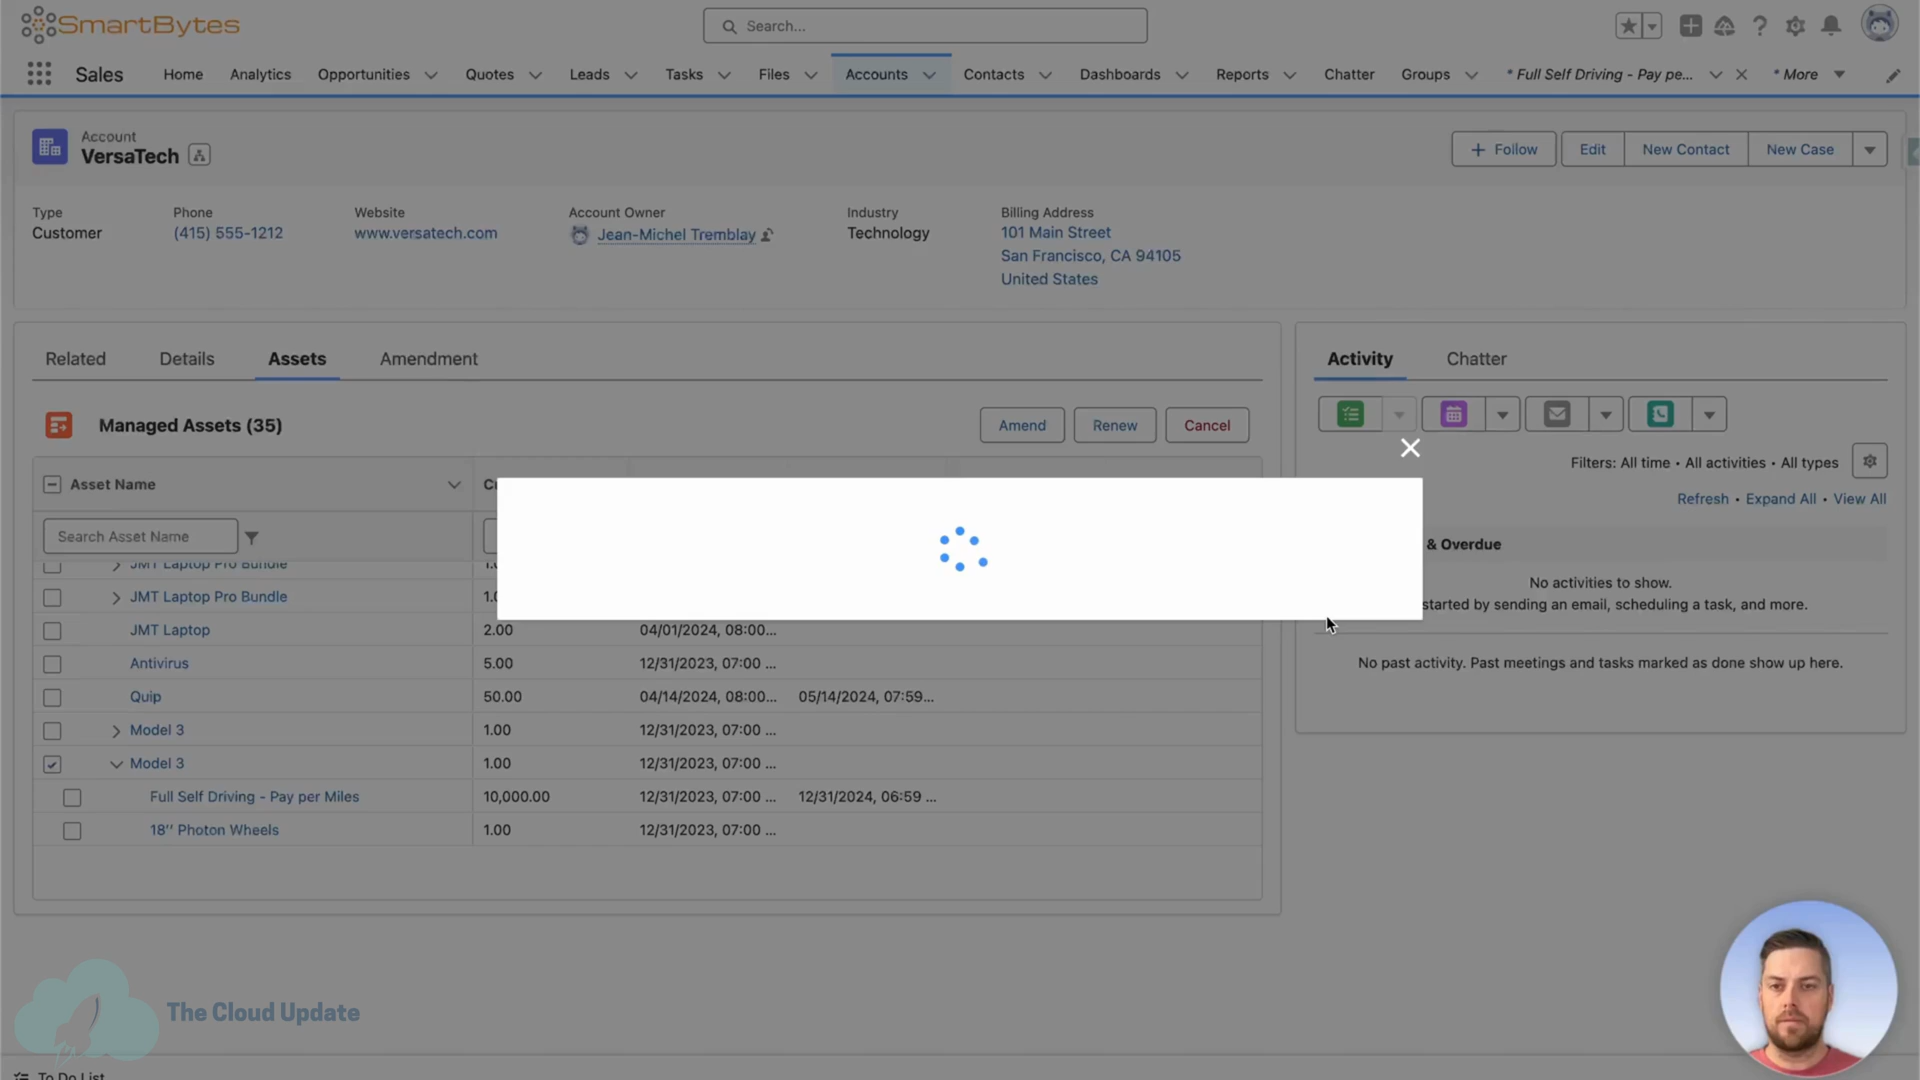 SmartBytes
Search...
Sales
Home
Analytics
Opportunities
Quotes
Leads
Tasks
Files
Accounts
Contacts
Dashboards
Reports
Chatter
Groups
* Full Self Driving - Pay pe...
* More
Account
VersaTech
Follow
Edit
New Contact
New Case
Type
Customer
Phone
(415) 555-1212
Website
www.versatech.com
Account Owner
Jean-Michel Tremblay
Industry
Technology
Billing Address
101 Main Street
San Francisco, CA 94105
United States
Related
Details
Assets
Amendment
Managed Assets (35)
Amend
Renew
Cancel
Asset Name
Search Asset Name
JMT Laptop Pro Bundle
JMT Laptop Pro Bundle
JMT Laptop 2.00 04/01/2024, 08:00...
Antivirus 5.00 12/31/2023, 07:00 ...
Quip 50.00 04/14/2024, 08:00... 05/14/2024, 07:59...
Model 3 1.00 12/31/2023, 07:00 ...
Model 3 1.00 12/31/2023, 07:00 ...
Full Self Driving - Pay per Miles 10,000.00 12/31/2023, 07:00 ... 12/31/2024, 06:59 ...
18'' Photon Wheels 1.00 12/31/2023, 07:00 ...
Activity
Chatter
Filters: All time • All activities • All types
Refresh • Expand All • View All
& Overdue
No activities to show.
started by sending an email, scheduling a task, and more.
No past activity. Past meetings and tasks marked as done show up here.
The Cloud Update
To Do List